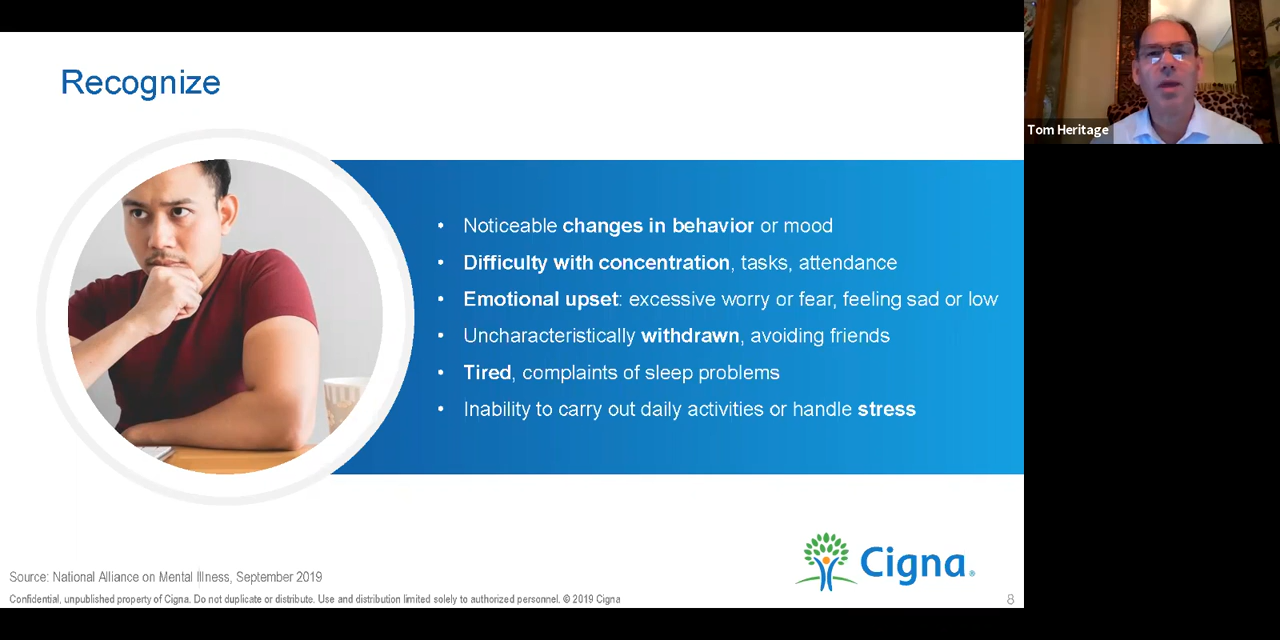 Recognize
• Noticeable changes in behavior or mood
• Difficulty with concentration, tasks, attendance
• Emotional upset: excessive worry or fear, feeling sad or low
• Uncharacteristically withdrawn, avoiding friends
• Tired, complaints of sleep problems
• Inability to carry out daily activities or handle stress
Cigna®
Source: National Alliance on Mental Illness, September 2019
Confidential, unpublished property of Cigna. Do not duplicate or distribute. Use and distribution limited solely to authorized personnel. © 2019 Cigna
8
Tom Heritage